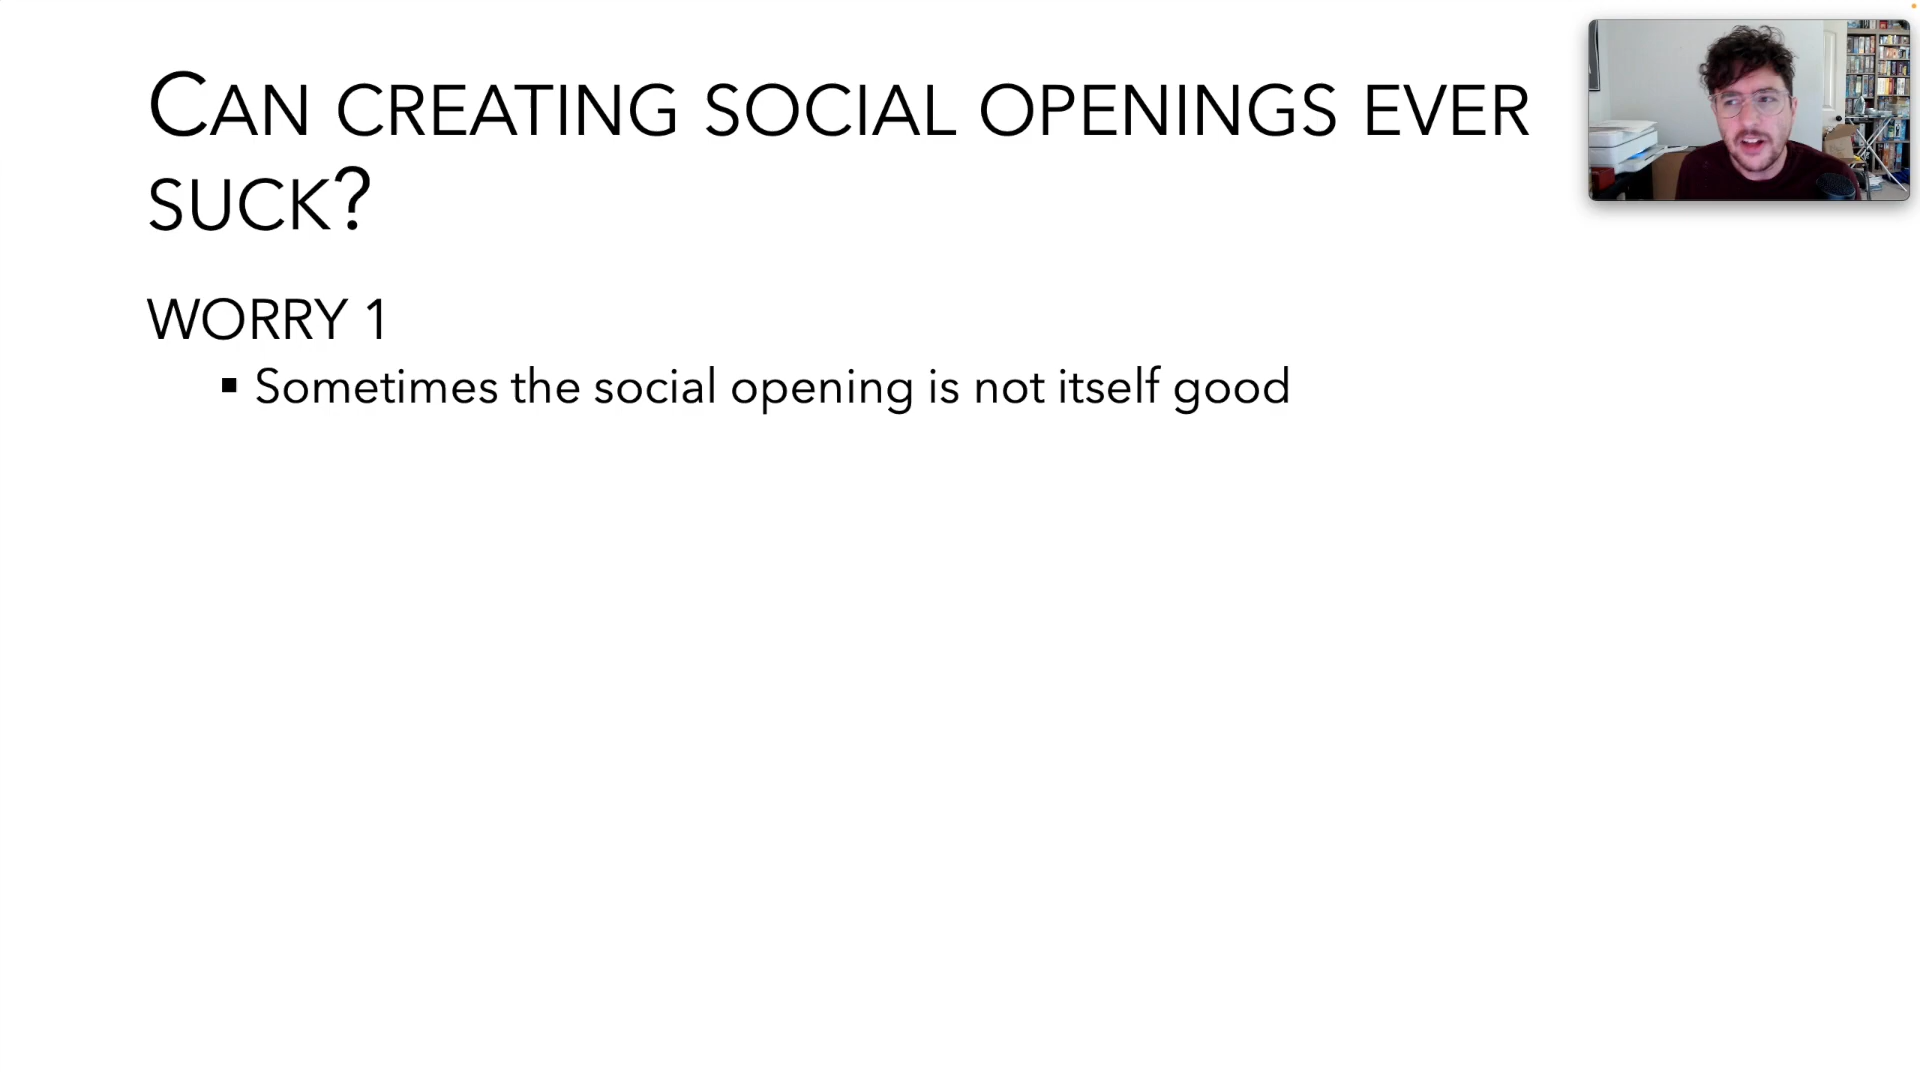 CAN CREATING SOCIAL OPENINGS EVER
SUCK?
WORRY 1
▪ Sometimes the social opening is not itself good